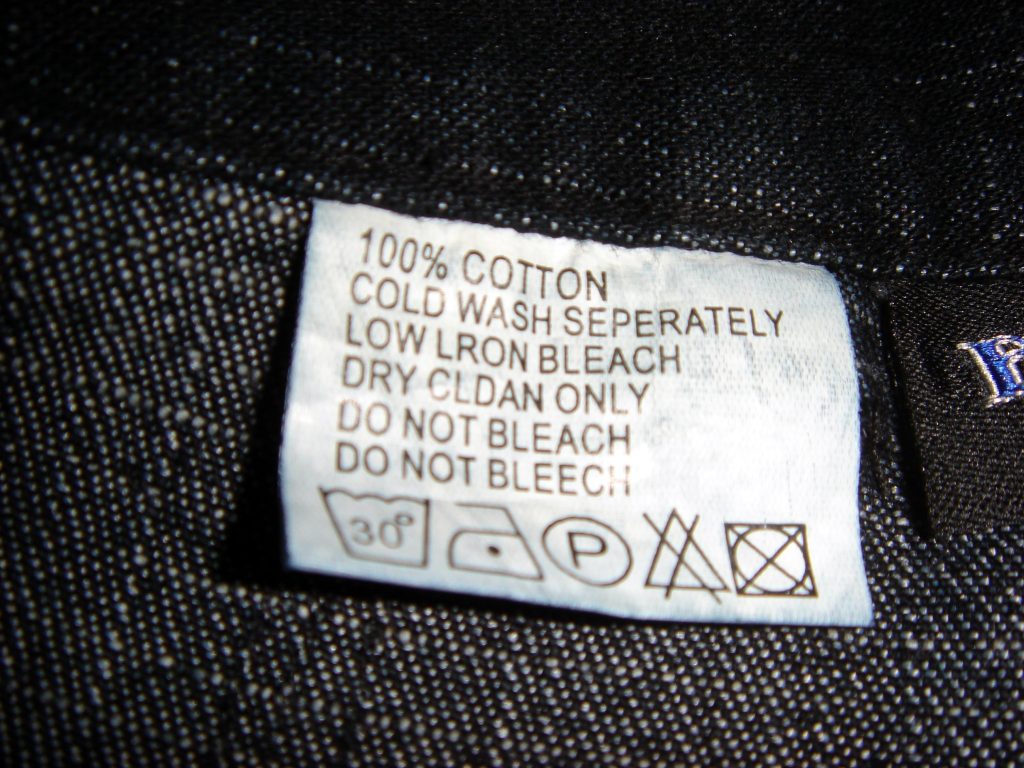 100% COTTON
COLD WASH SEPERATELY
LOW LRON BLEACH
DRY CLDAN ONLY
DO NOT BLEACH
DO NOT BLEECH
30° P